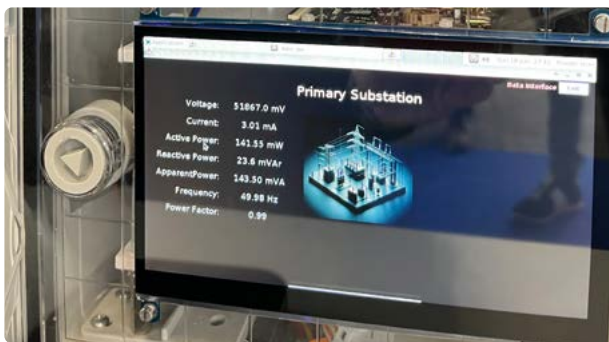 Primary Substation
Data Interface
Voltage: 51867.0 mV
Current: 3.01 mA
Active Power: 141.55 mW
Reactive Power: 23.6 mVAr
ApparentPower: 143.50 mVA
Frequency: 49.98 Hz
Power Factor: 0.99